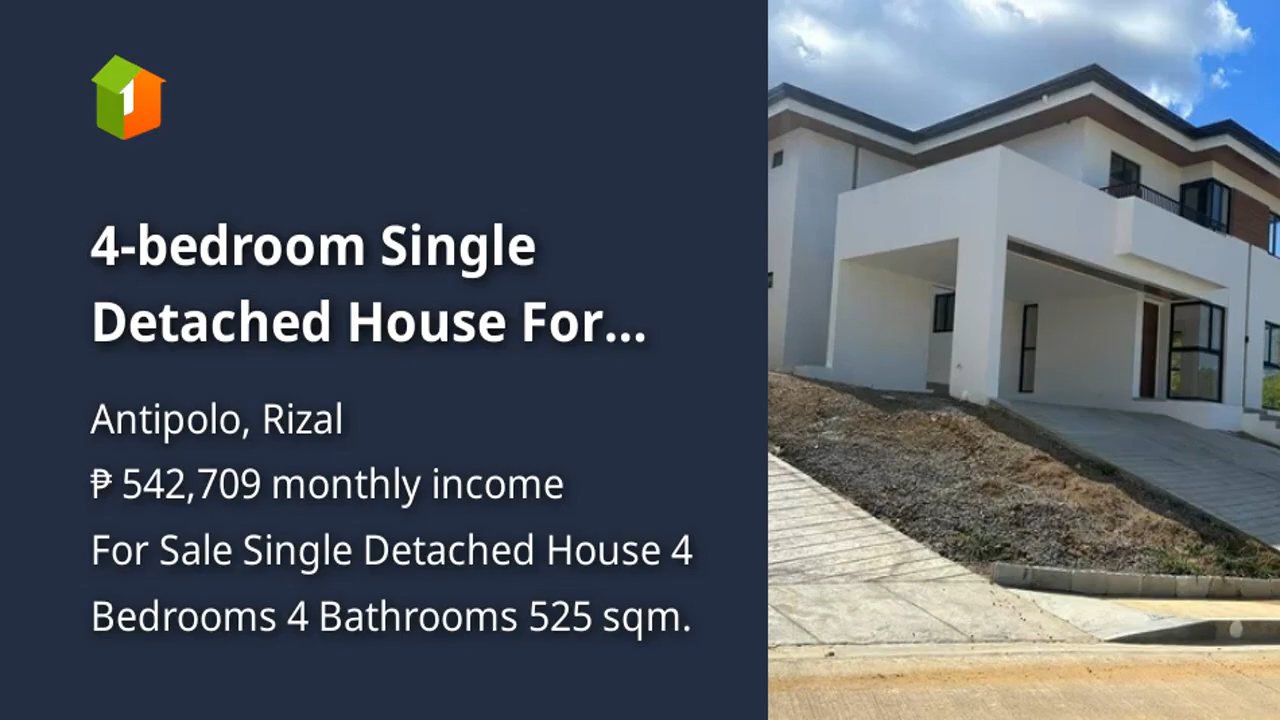 4-bedroom Single
Detached House For...
Antipolo, Rizal
₱ 542,709 monthly income
For Sale Single Detached House 4
Bedrooms 4 Bathrooms 525 sqm.